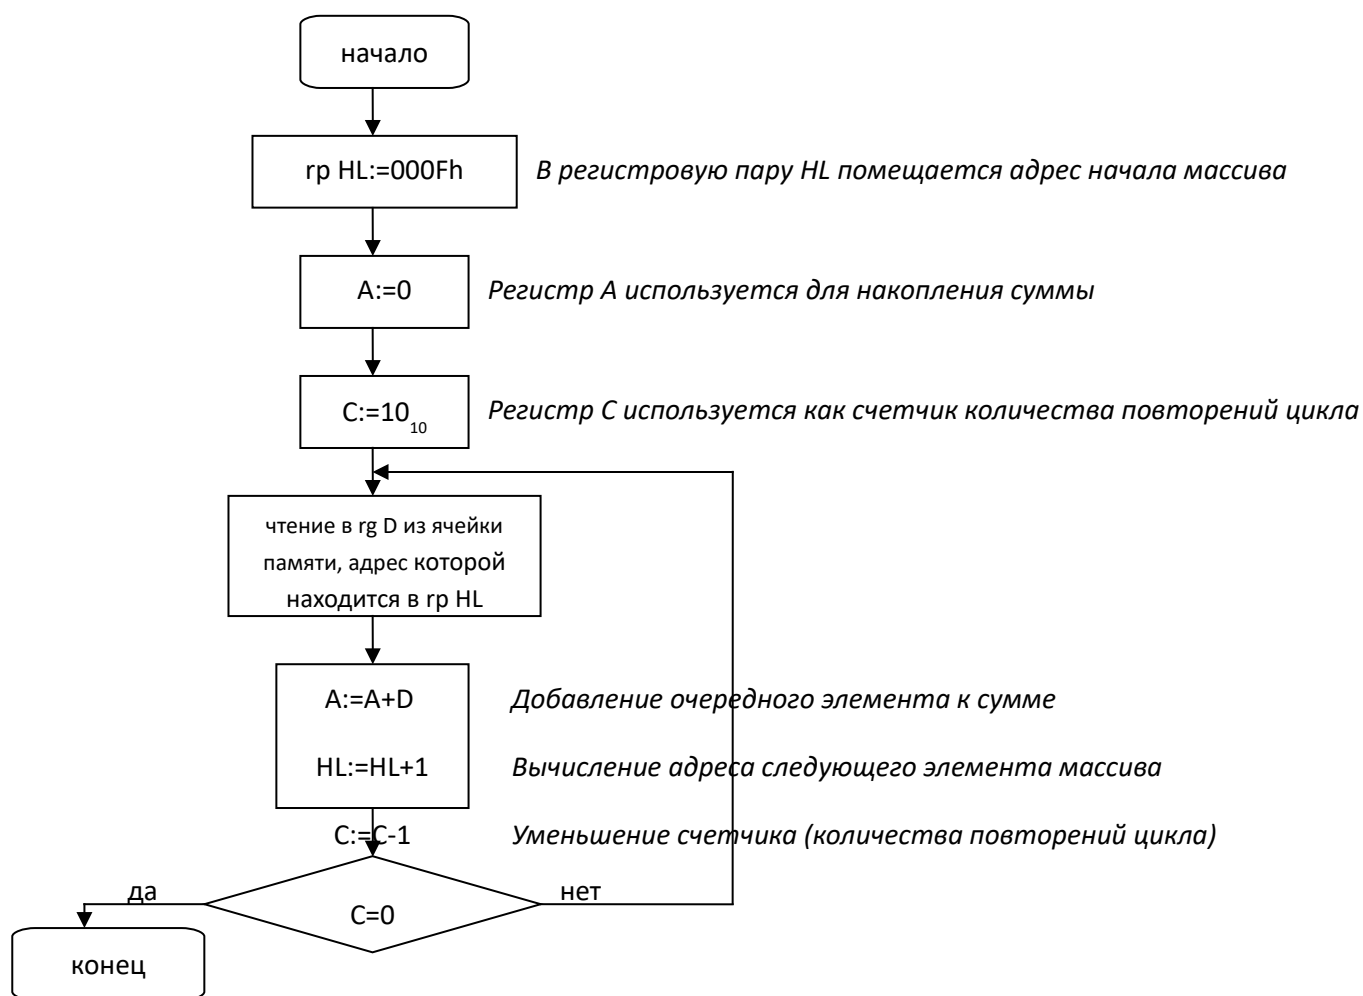 начало
rp HL:=000Fh
В регистровую пару HL помещается адрес начала массива
A:=0
Регистр А используется для накопления суммы
C:=10₁₀
Регистр С используется как счетчик количества повторений цикла
чтение в rg D из ячейки
памяти, адрес которой
находится в rp HL
A:=A+D
Добавление очередного элемента к сумме
HL:=HL+1
Вычисление адреса следующего элемента массива
C:=C-1
Уменьшение счетчика (количества повторений цикла)
да
нет
C=0
конец